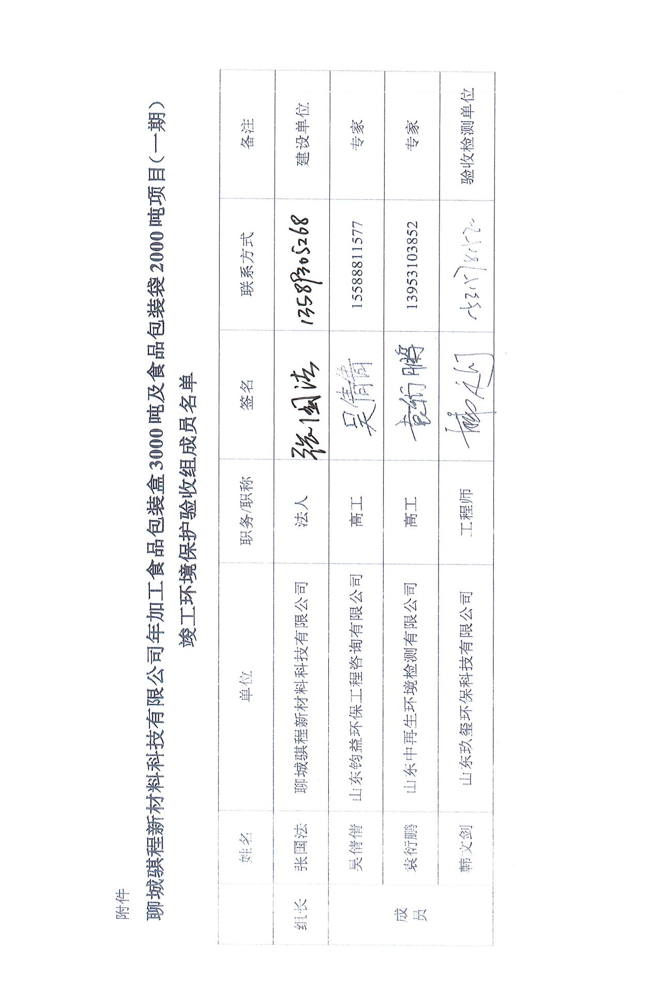 附件
聊城骐程新材料科技有限公司年加工食品包装盒3000吨及食品包装袋2000吨项目(一期)
竣工环境保护验收组成员名单
姓名 单位 职务/职称 签名 联系方式 备注
组长 张国法 聊城骐程新材料科技有限公司 法人 张国法 13589305268 建设单位
成员 吴倩倩 山东钧益环保工程咨询有限公司 高工 吴倩倩 15588811577 专家
袁衍鹏 山东中再生环境检测有限公司 高工 袁衍鹏 13953103852 专家
韩文剑 山东玖玺环保科技有限公司 工程师 验收检测单位